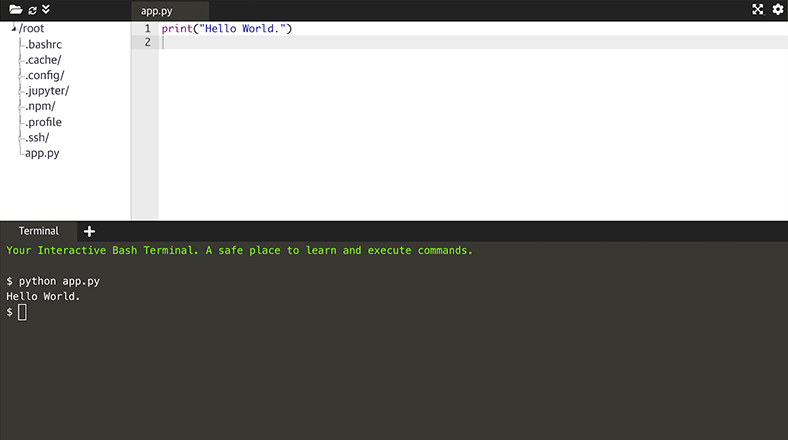 app.py
/root
.bashrc
.cache/
.config/
.jupyter/
.npm/
.profile
.ssh/
app.py
1 print("Hello World.")
2
Terminal
Your Interactive Bash Terminal. A safe place to learn and execute commands.
$ python app.py
Hello World.
$